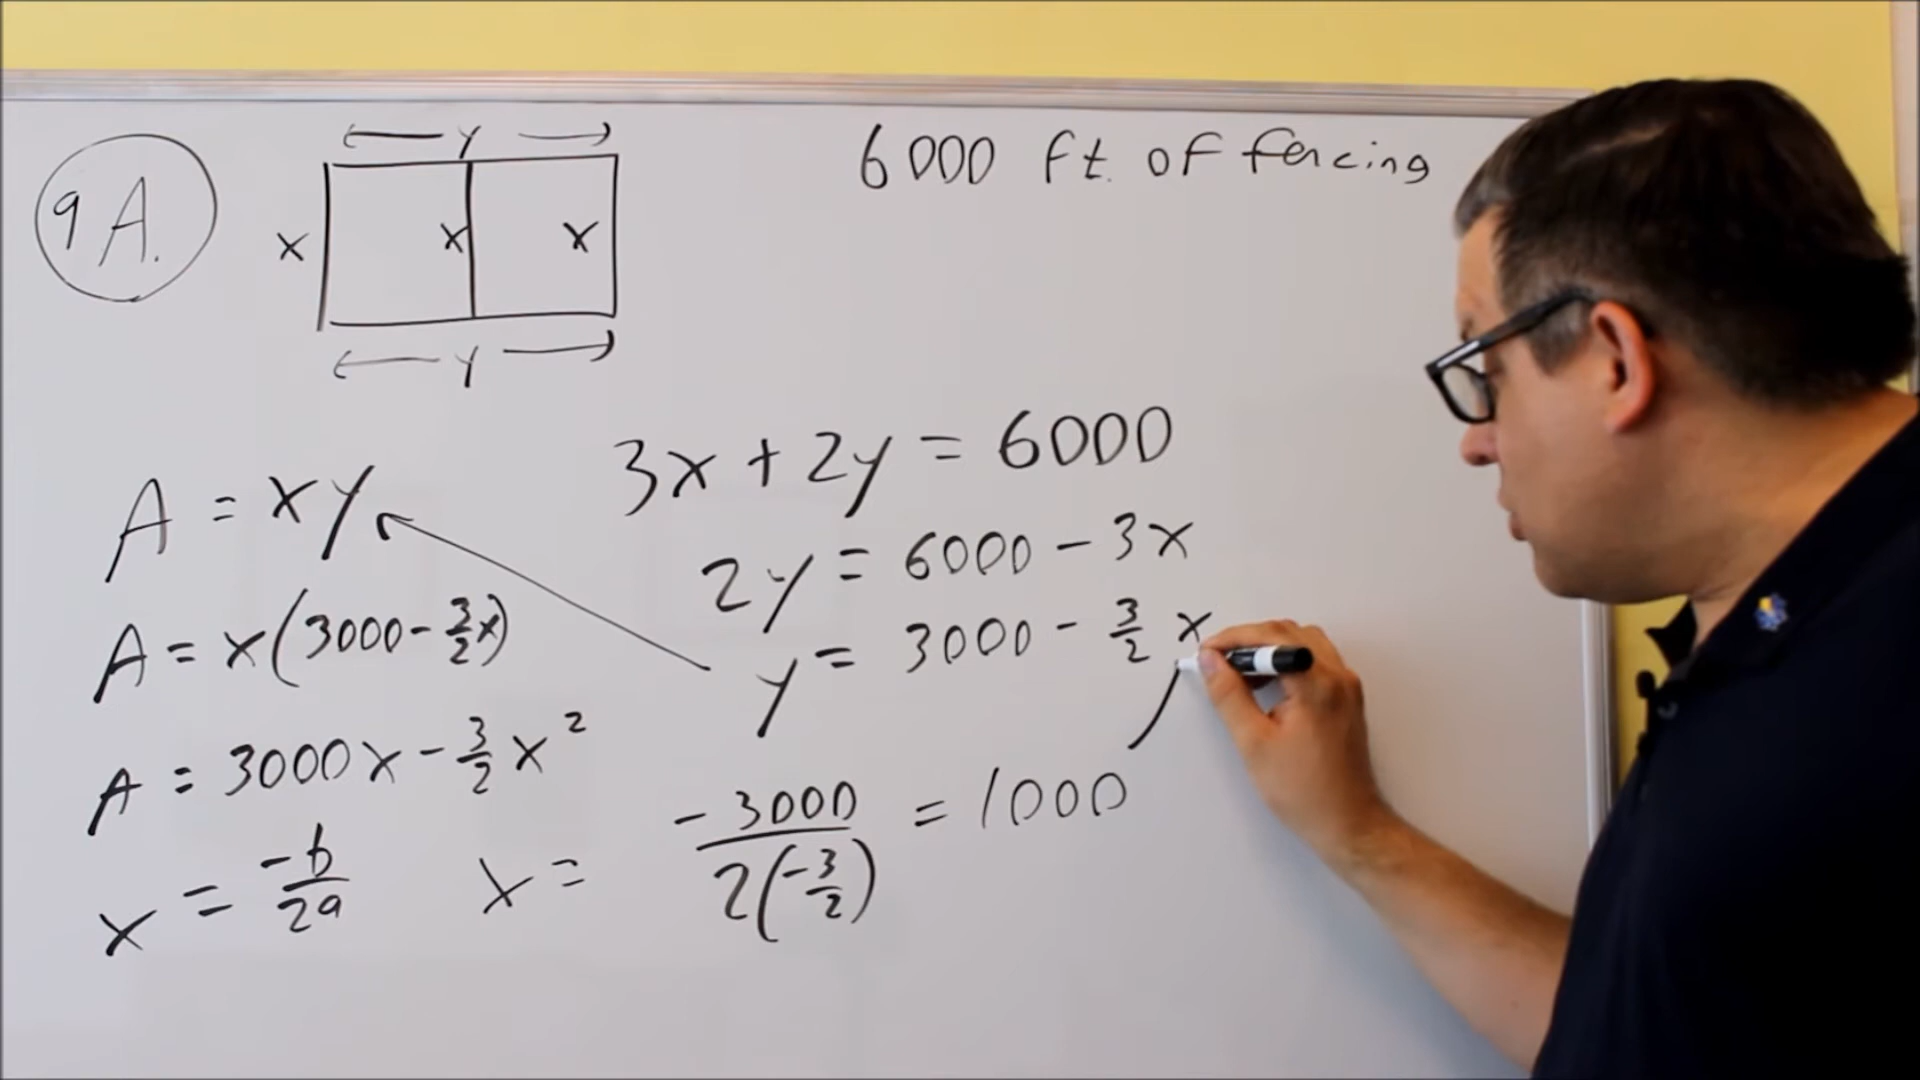 9A.
← y →
6000 ft. of fencing
x x x
← y →
3x + 2y = 6000
A = xy
2y = 6000 - 3x
A = x(3000 - 3/2 x)
y = 3000 - 3/2 x
A = 3000x - 3/2 x²
x = -b/2a
x = -3000/2(-3/2) = 1000